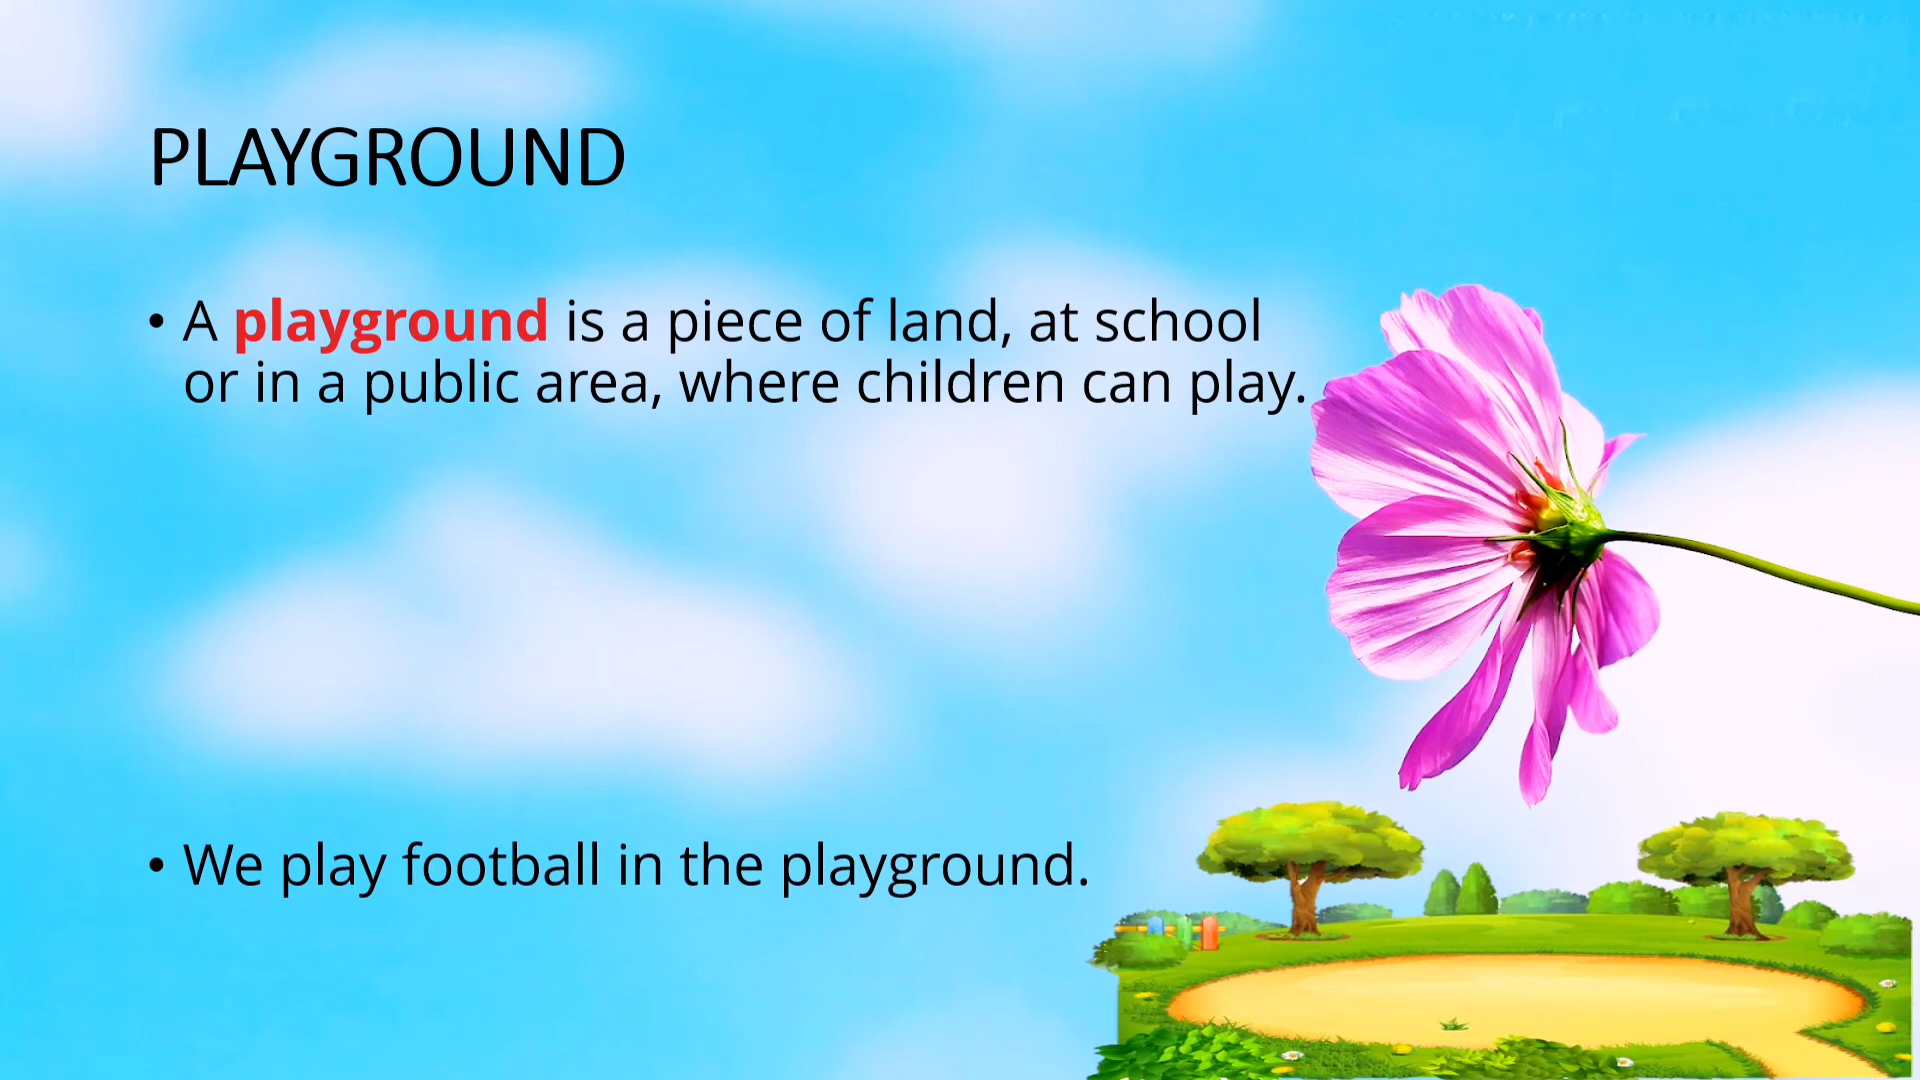 PLAYGROUND
• A playground is a piece of land, at school
or in a public area, where children can play.
• We play football in the playground.